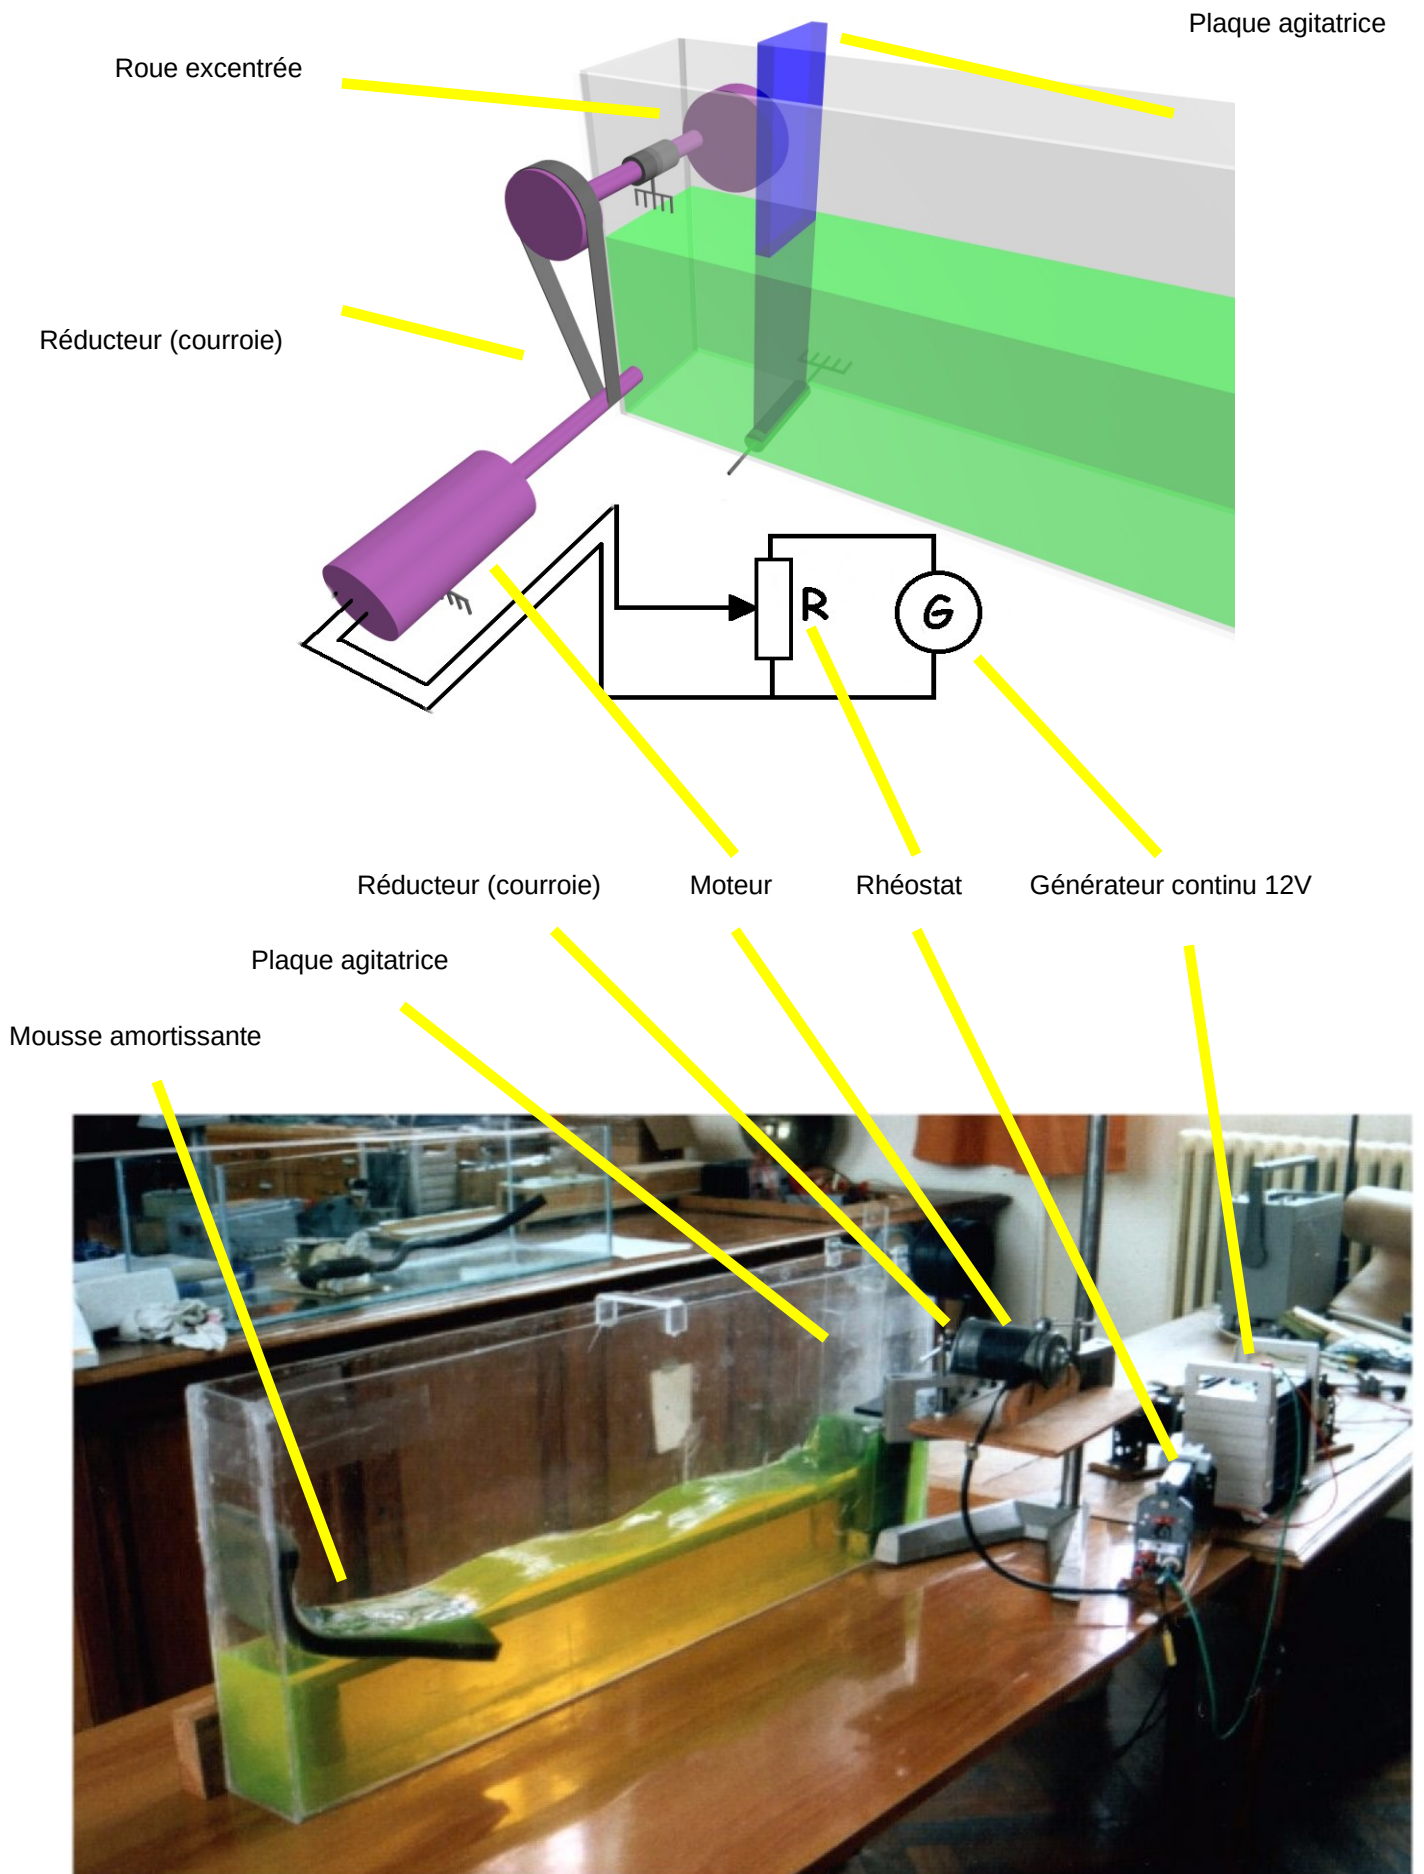 Plaque agitatrice
Roue excentrée
Réducteur (courroie)
R
G
Réducteur (courroie)
Moteur
Rhéostat
Générateur continu 12V
Plaque agitatrice
Mousse amortissante